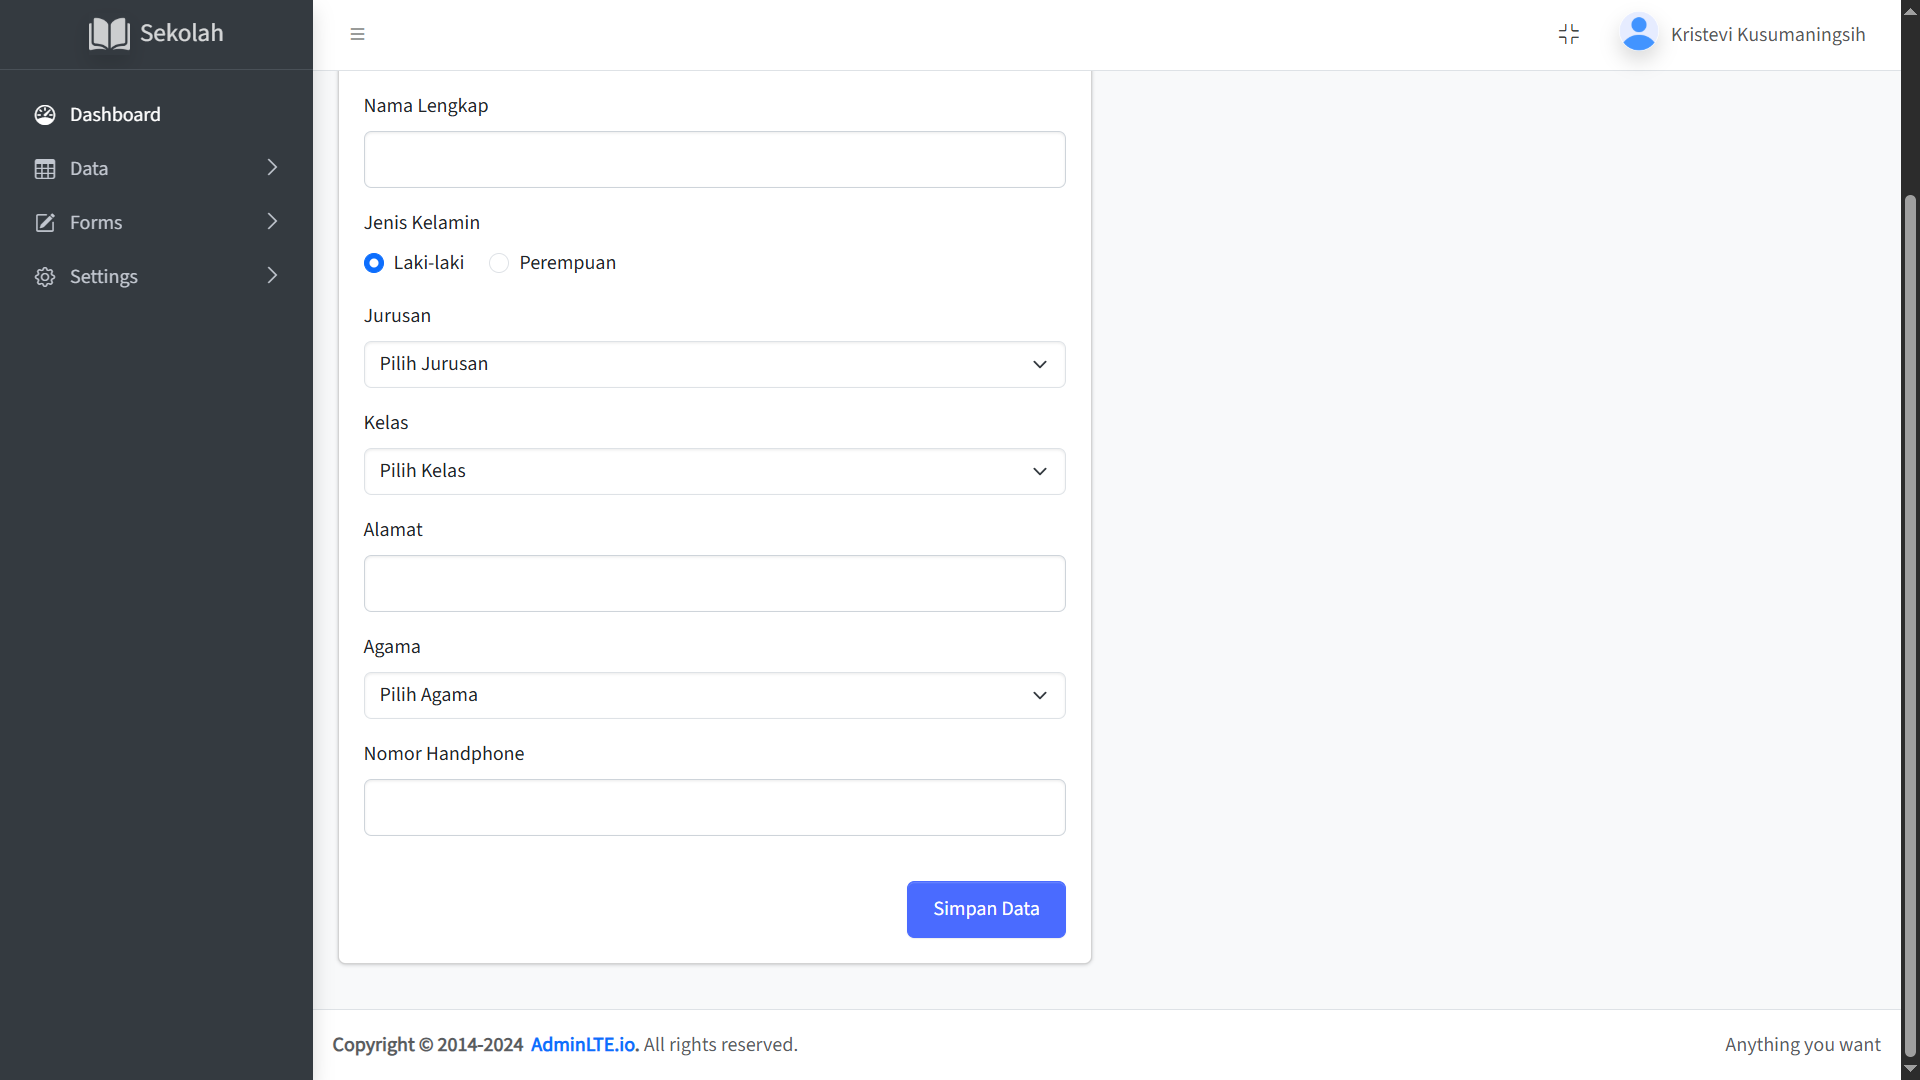 Sekolah
Kristevi Kusumaningsih
Dashboard
Data
Forms
Settings
Nama Lengkap
Jenis Kelamin
Laki-laki Perempuan
Jurusan
Pilih Jurusan
Kelas
Pilih Kelas
Alamat
Agama
Pilih Agama
Nomor Handphone
Simpan Data
Copyright © 2014-2024 AdminLTE.io. All rights reserved.
Anything you want